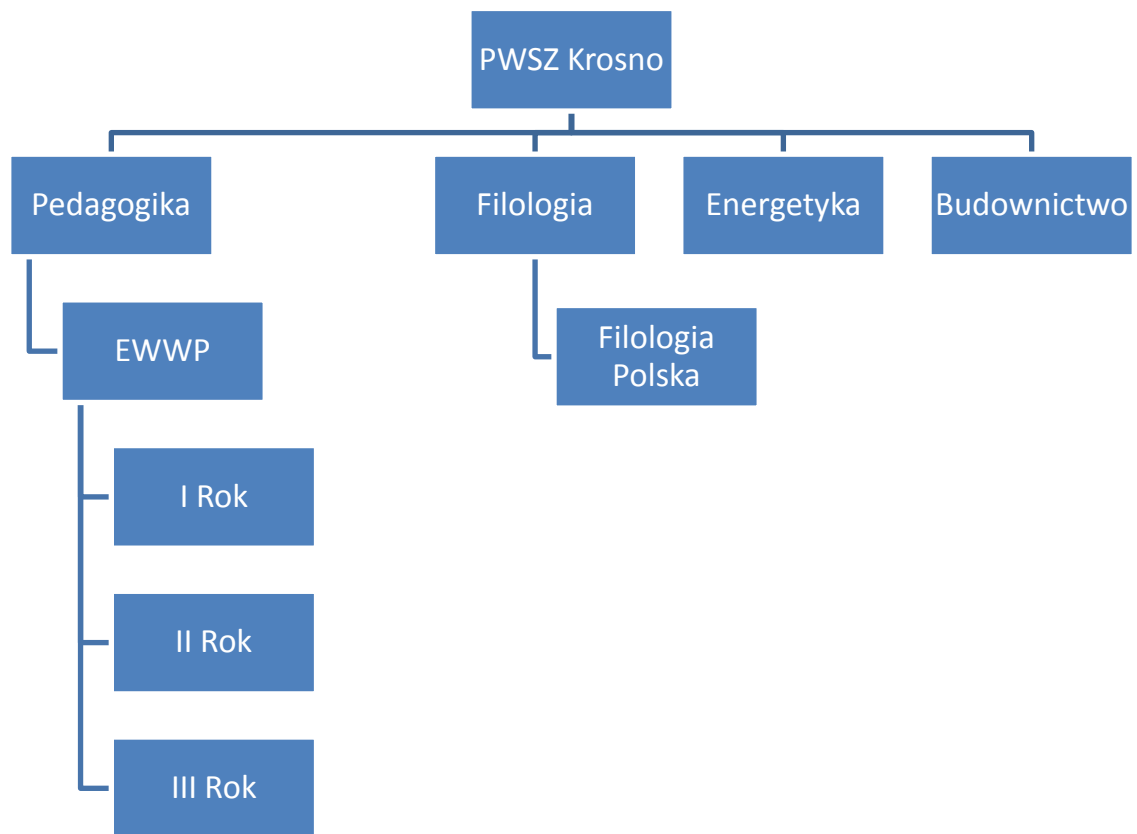 PWSZ Krosno
Pedagogika
Filologia
Energetyka
Budownictwo
EWWP
Filologia
Polska
I Rok
II Rok
III Rok